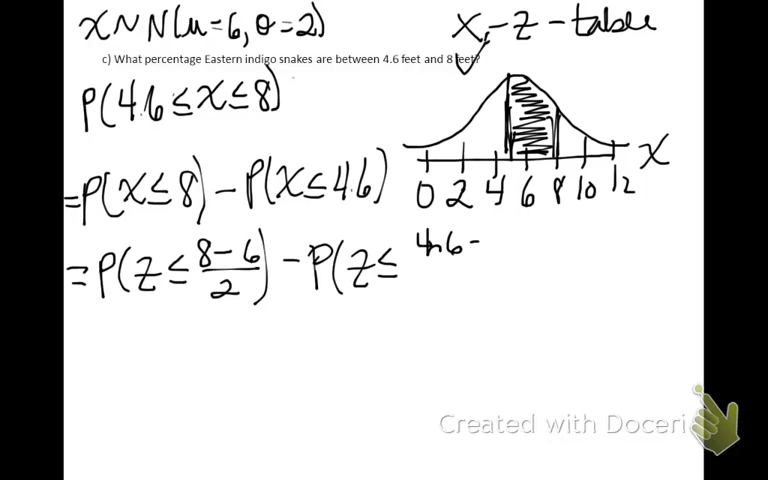 X~N(μ=6, σ=2)
X - z - table
c) What percentage Eastern indigo snakes are between 4.6 feet and 8 feet?
P(4.6 ≤ X ≤ 8)
= P(X ≤ 8) - P(X ≤ 4.6)
X
0 2 4 6 8 10 12
= P(Z ≤ 8-6/2) - P(Z ≤ 4.6-
Created with Doceri